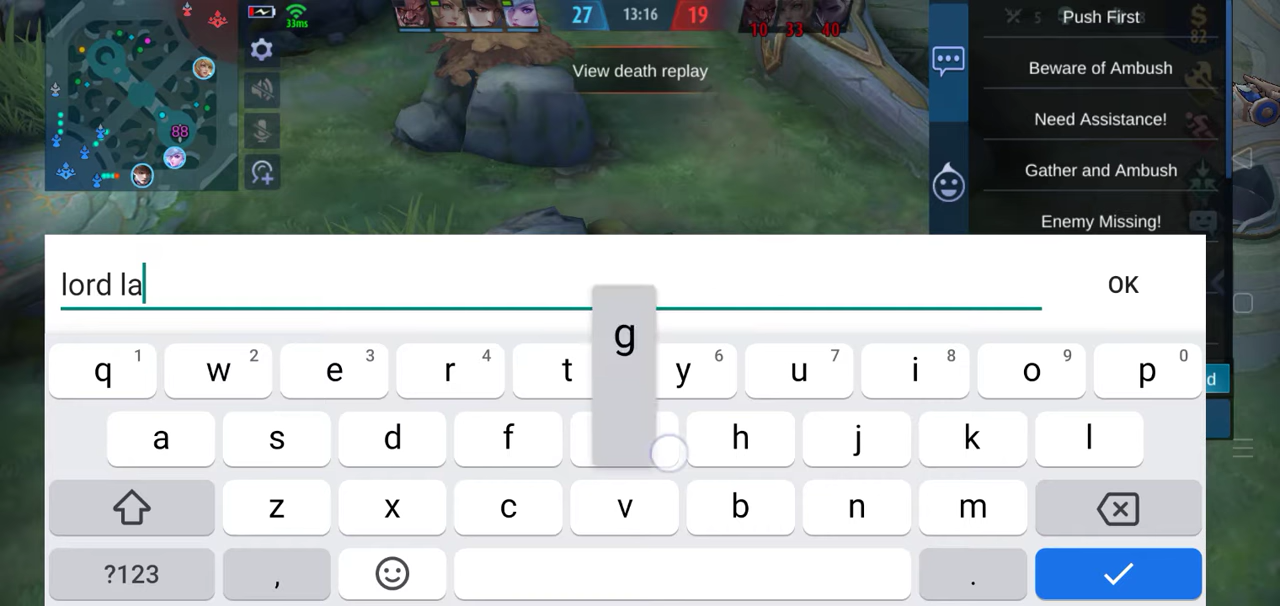 33ms
27 13:16 19
10 33 40
5 8
82
88
View death replay
Push First
Beware of Ambush
Need Assistance!
Gather and Ambush
Enemy Missing!
lord la
OK
g
q 1 w 2 e 3 r 4 t y 6 u 7 i 8 o 9 p 0
d
a s d f h j k l
z x c v b n m
?123 , .